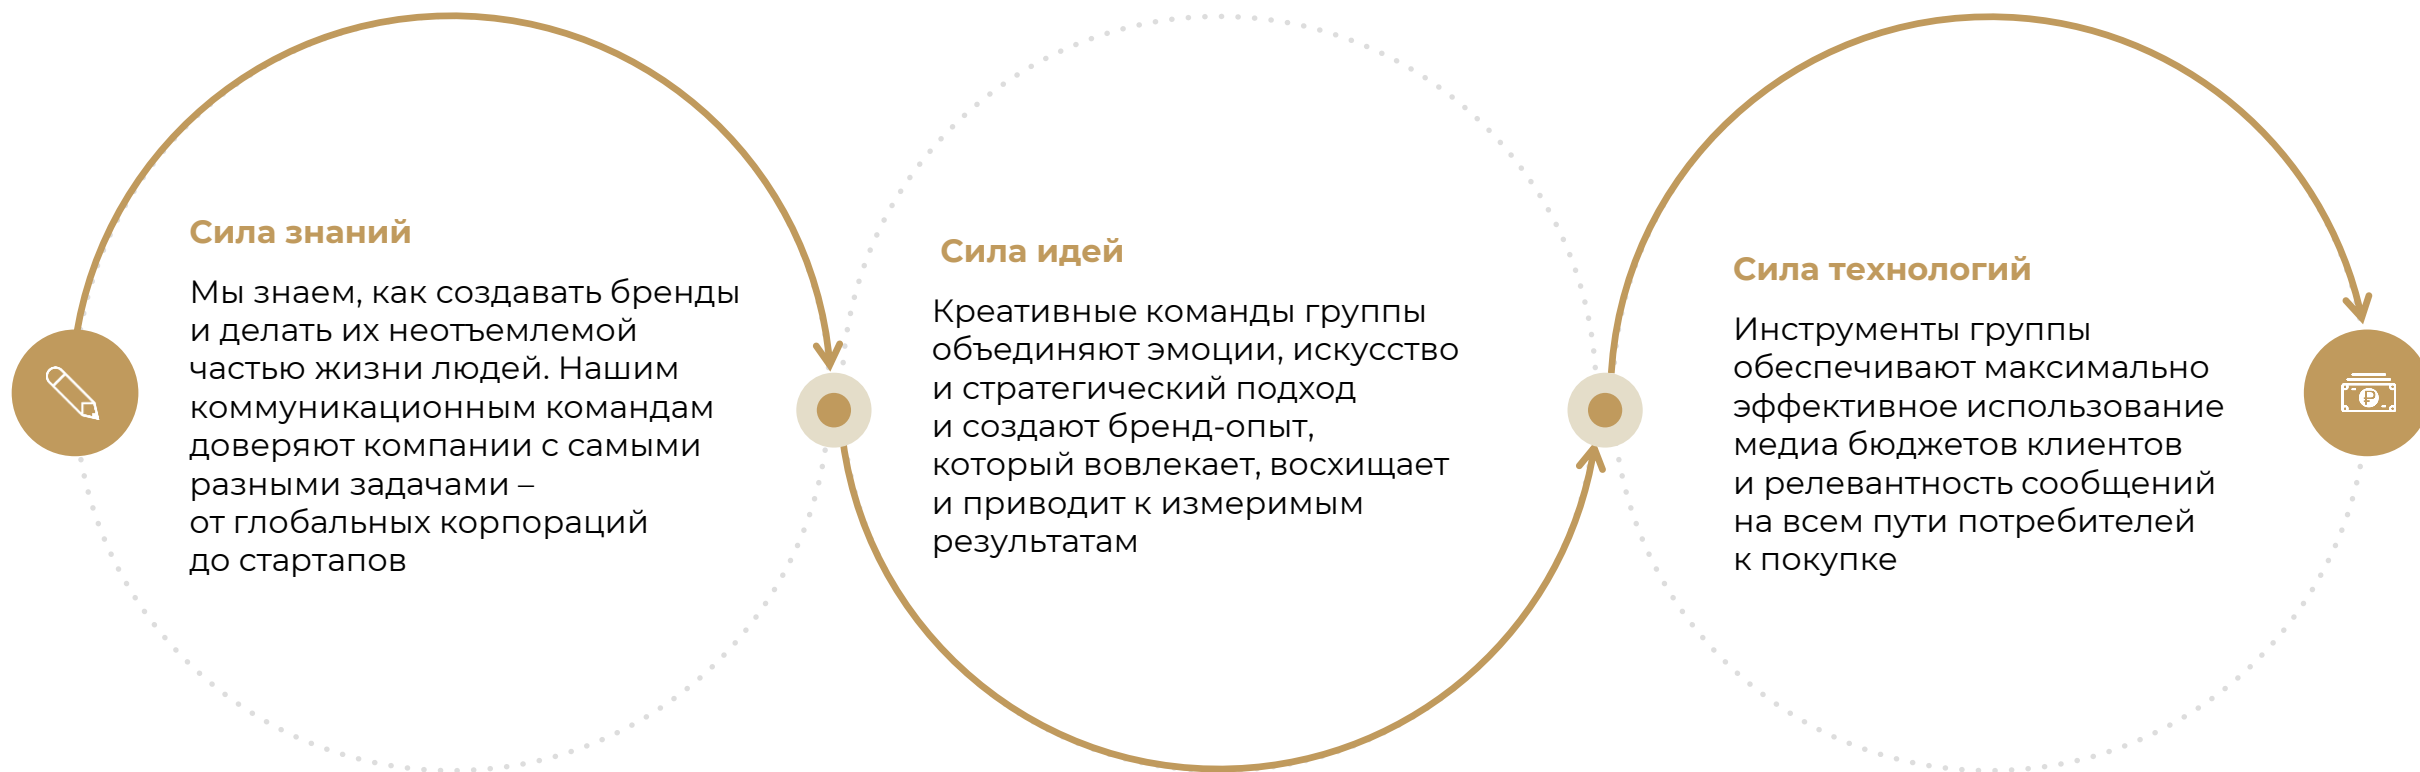 Сила знаний
Мы знаем, как создавать бренды
и делать их неотъемлемой
частью жизни людей. Нашим
коммуникационным командам
доверяют компании с самыми
разными задачами –
от глобальных корпораций
до стартапов
Сила идей
Креативные команды группы
объединяют эмоции, искусство
и стратегический подход
и создают бренд-опыт,
который вовлекает, восхищает
и приводит к измеримым
результатам
Сила технологий
Инструменты группы
обеспечивают максимально
эффективное использование
медиа бюджетов клиентов
и релевантность сообщений
на всем пути потребителей
к покупке